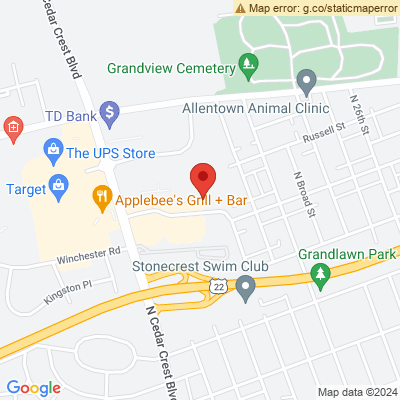 Map error: g.co/staticmaperror
N Cedar Crest Blvd
Grandview Cemetery
Allentown Animal Clinic
N 26th St
TD Bank
Russell St
The UPS Store
Target
Applebee's Grill + Bar
N Broad St
Winchester Rd
Grandlawn Park
Stonecrest Swim Club
Kingston Pl
22
N Cedar Crest Blvd
Google
Map data ©2024